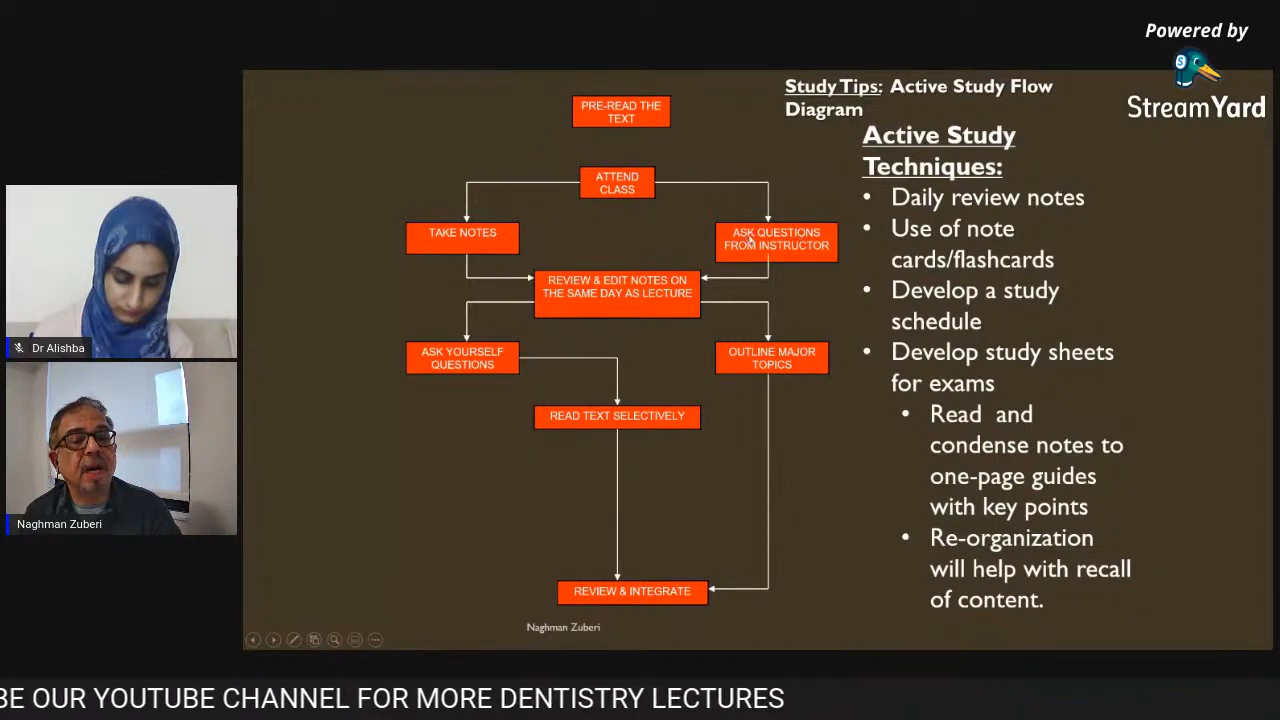 Powered by
StreamYard
Study Tips: Active Study Flow
Diagram
PRE-READ THE
TEXT
ATTEND
CLASS
TAKE NOTES
ASK QUESTIONS
FROM INSTRUCTOR
REVIEW & EDIT NOTES ON
THE SAME DAY AS LECTURE
ASK YOURSELF
QUESTIONS
OUTLINE MAJOR
TOPICS
READ TEXT SELECTIVELY
REVIEW & INTEGRATE
Naghman Zuberi
Active Study
Techniques:
• Daily review notes
• Use of note
cards/flashcards
• Develop a study
schedule
• Develop study sheets
for exams
• Read and
condense notes to
one-page guides
with key points
• Re-organization
will help with recall
of content.
Dr Alishba
Naghman Zuberi
BE OUR YOUTUBE CHANNEL FOR MORE DENTISTRY LECTURES